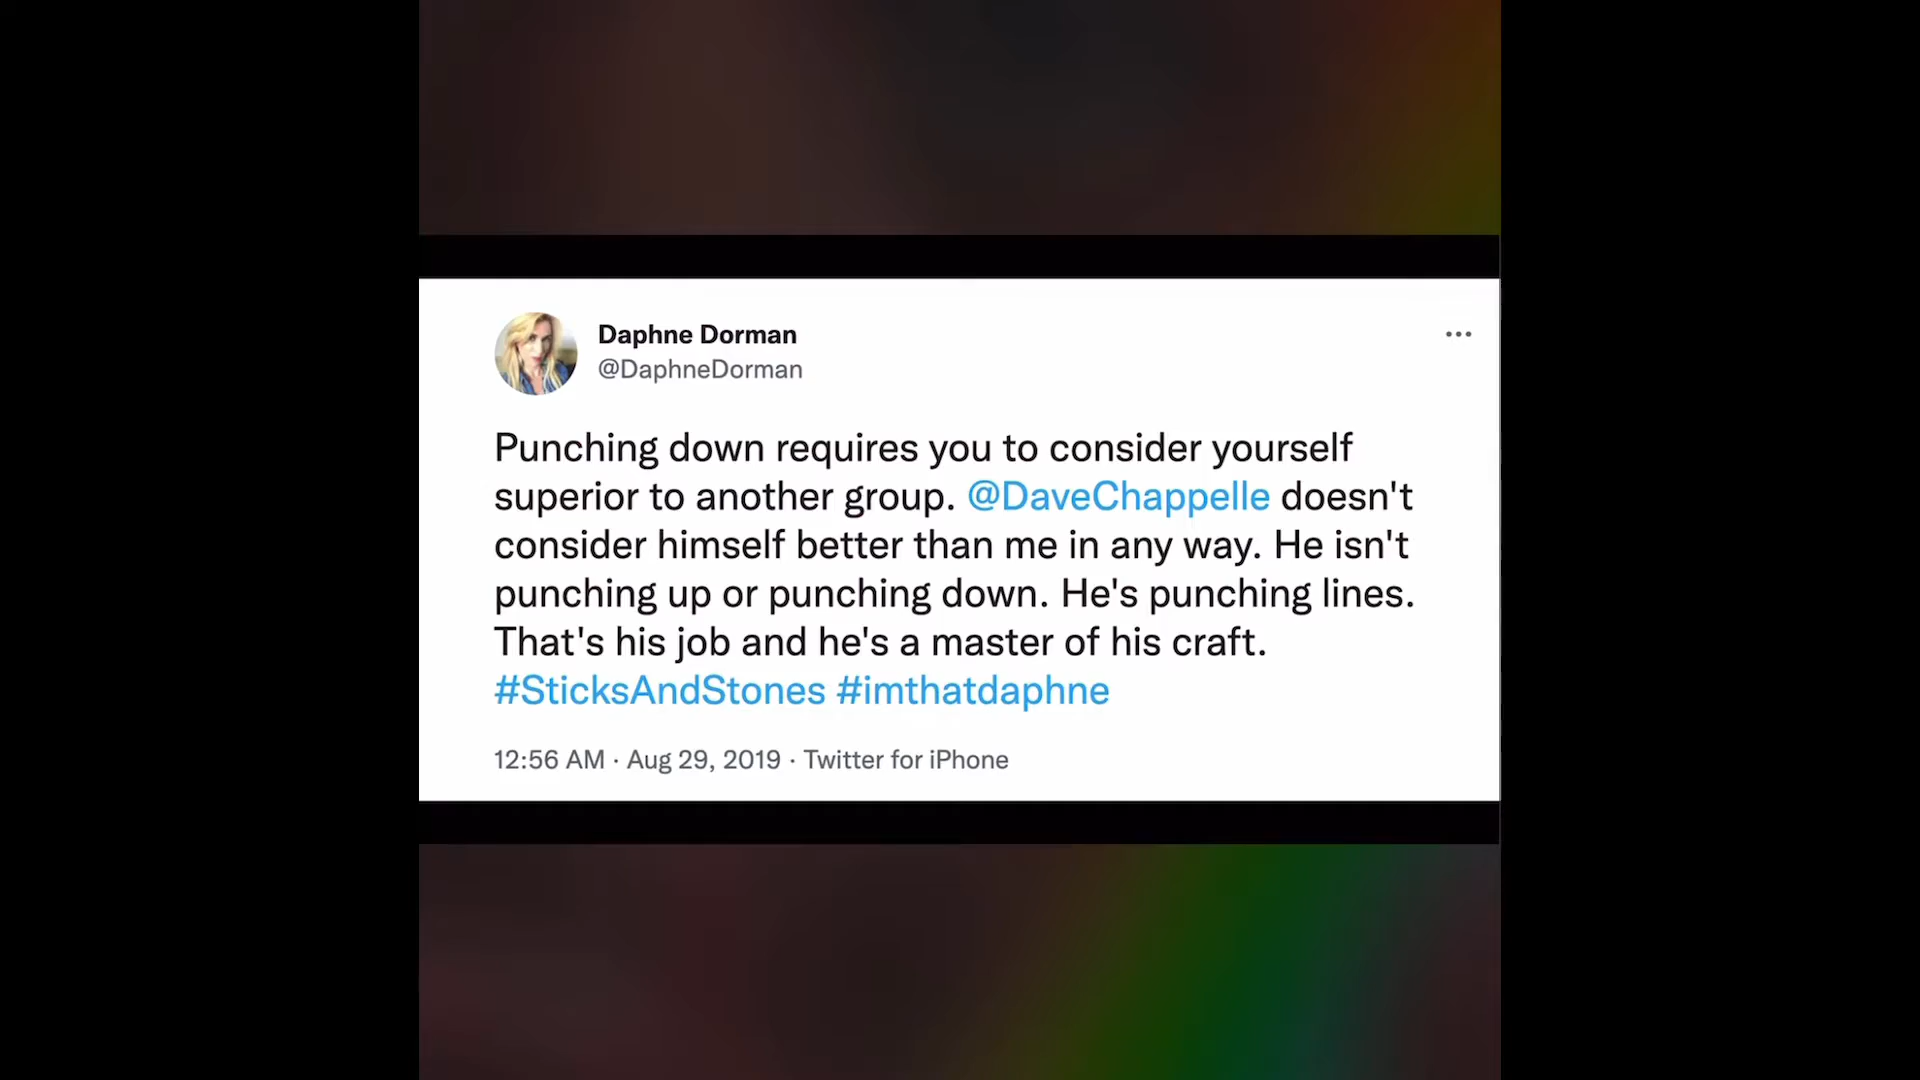 Daphne Dorman
@DaphneDorman
Punching down requires you to consider yourself
superior to another group. @DaveChappelle doesn't
consider himself better than me in any way. He isn't
punching up or punching down. He's punching lines.
That's his job and he's a master of his craft.
#SticksAndStones #imthatdaphne
12:56 AM · Aug 29, 2019 · Twitter for iPhone